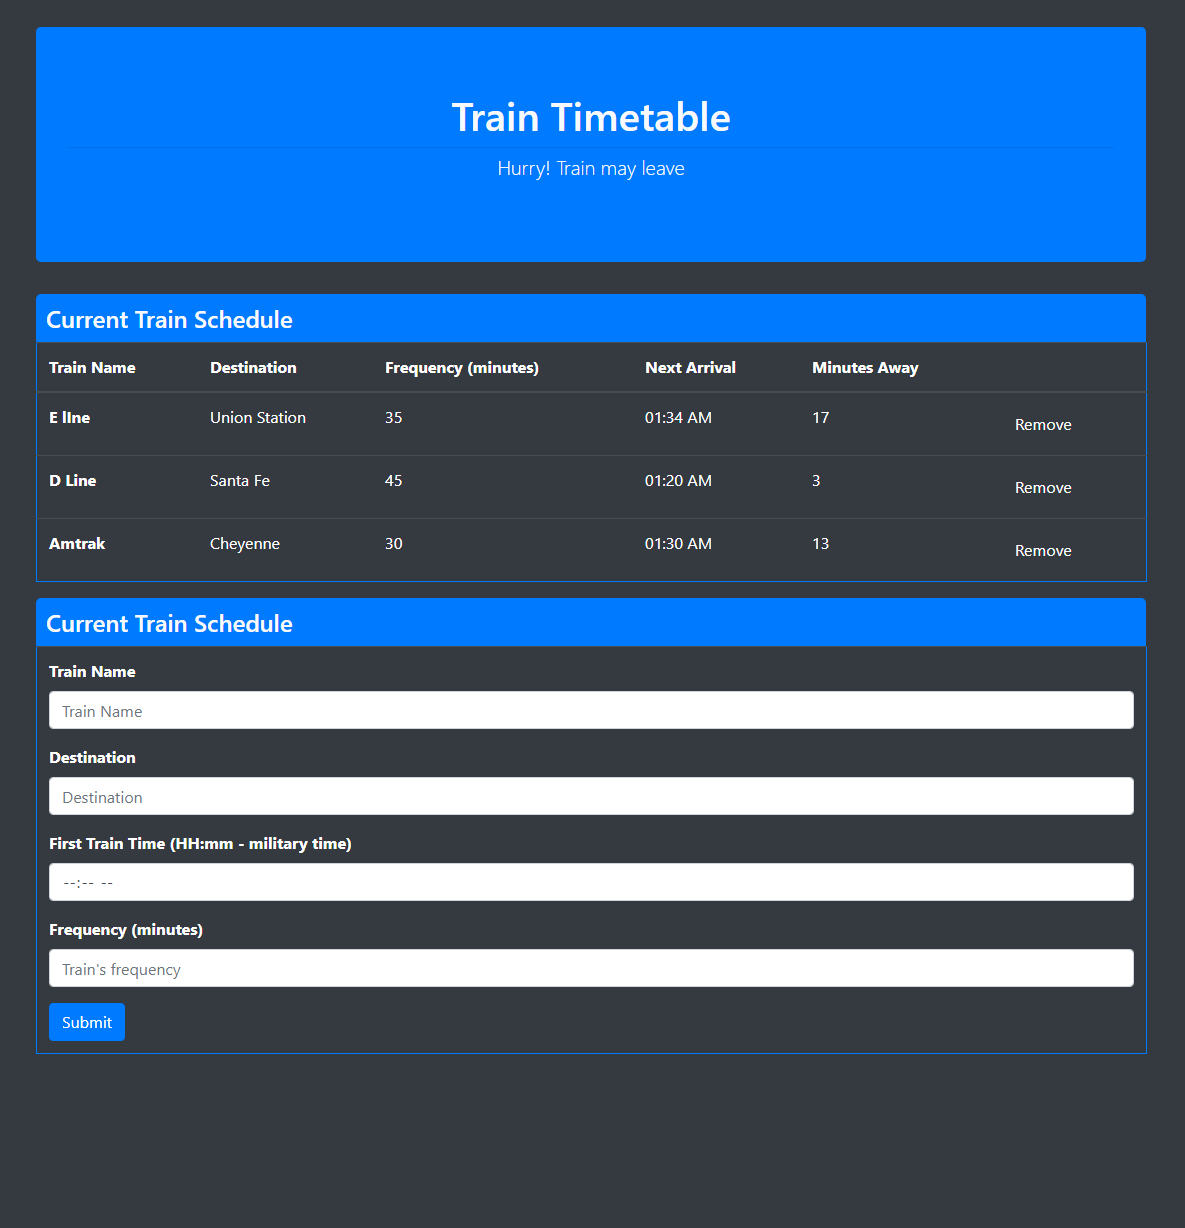 Train Timetable
Hurry! Train may leave
Current Train Schedule
Train Name Destination Frequency (minutes) Next Arrival Minutes Away
E lIne Union Station 35 01:34 AM 17 Remove
D Line Santa Fe 45 01:20 AM 3 Remove
Amtrak Cheyenne 30 01:30 AM 13 Remove
Current Train Schedule
Train Name
Train Name
Destination
Destination
First Train Time (HH:mm - military time)
--:-- --
Frequency (minutes)
Train's frequency
Submit